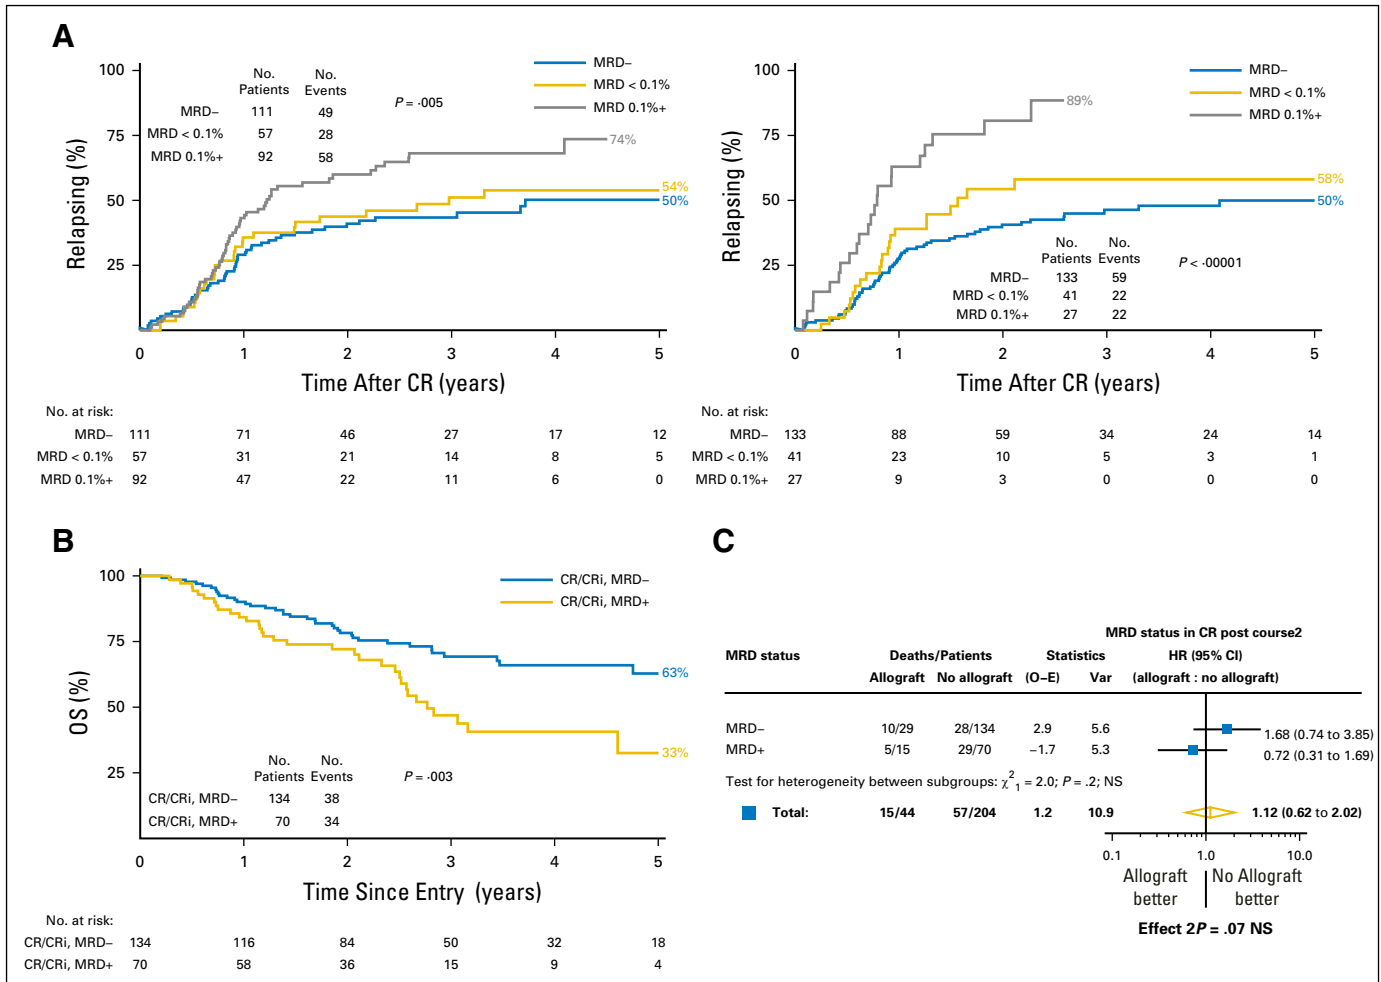 A
100
75
50
25
Relapsing (%)
No. Patients No. Events
MRD– 111 49
MRD < 0.1% 57 28
MRD 0.1%+ 92 58
P = ·005
MRD–
MRD < 0.1%
MRD 0.1%+
74%
54%
50%
0 1 2 3 4 5
Time After CR (years)
No. at risk:
MRD– 111 71 46 27 17 12
MRD < 0.1% 57 31 21 14 8 5
MRD 0.1%+ 92 47 22 11 6 0
100
75
50
25
Relapsing (%)
MRD–
MRD < 0.1%
MRD 0.1%+
89%
58%
50%
No. Patients No. Events
MRD– 133 59
MRD < 0.1% 41 22
MRD 0.1%+ 27 22
P < ·00001
0 1 2 3 4 5
Time After CR (years)
No. at risk:
MRD– 133 88 59 34 24 14
MRD < 0.1% 41 23 10 5 3 1
MRD 0.1%+ 27 9 3 0 0 0
B
100
75
50
25
OS (%)
CR/CRi, MRD–
CR/CRi, MRD+
63%
33%
No. Patients No. Events
CR/CRi, MRD– 134 38
CR/CRi, MRD+ 70 34
P = ·003
0 1 2 3 4 5
Time Since Entry (years)
No. at risk:
CR/CRi, MRD– 134 116 84 50 32 18
CR/CRi, MRD+ 70 58 36 15 9 4
C
MRD status in CR post course2
MRD status Deaths/Patients Statistics HR (95% CI)
Allograft No allograft (O–E) Var (allograft : no allograft)
MRD– 10/29 28/134 2.9 5.6 1.68 (0.74 to 3.85)
MRD+ 5/15 29/70 –1.7 5.3 0.72 (0.31 to 1.69)
Test for heterogeneity between subgroups: χ²₁ = 2.0; P = .2; NS
Total: 15/44 57/204 1.2 10.9 1.12 (0.62 to 2.02)
0.1 1.0 10.0
Allograft better No Allograft better
Effect 2P = .07 NS